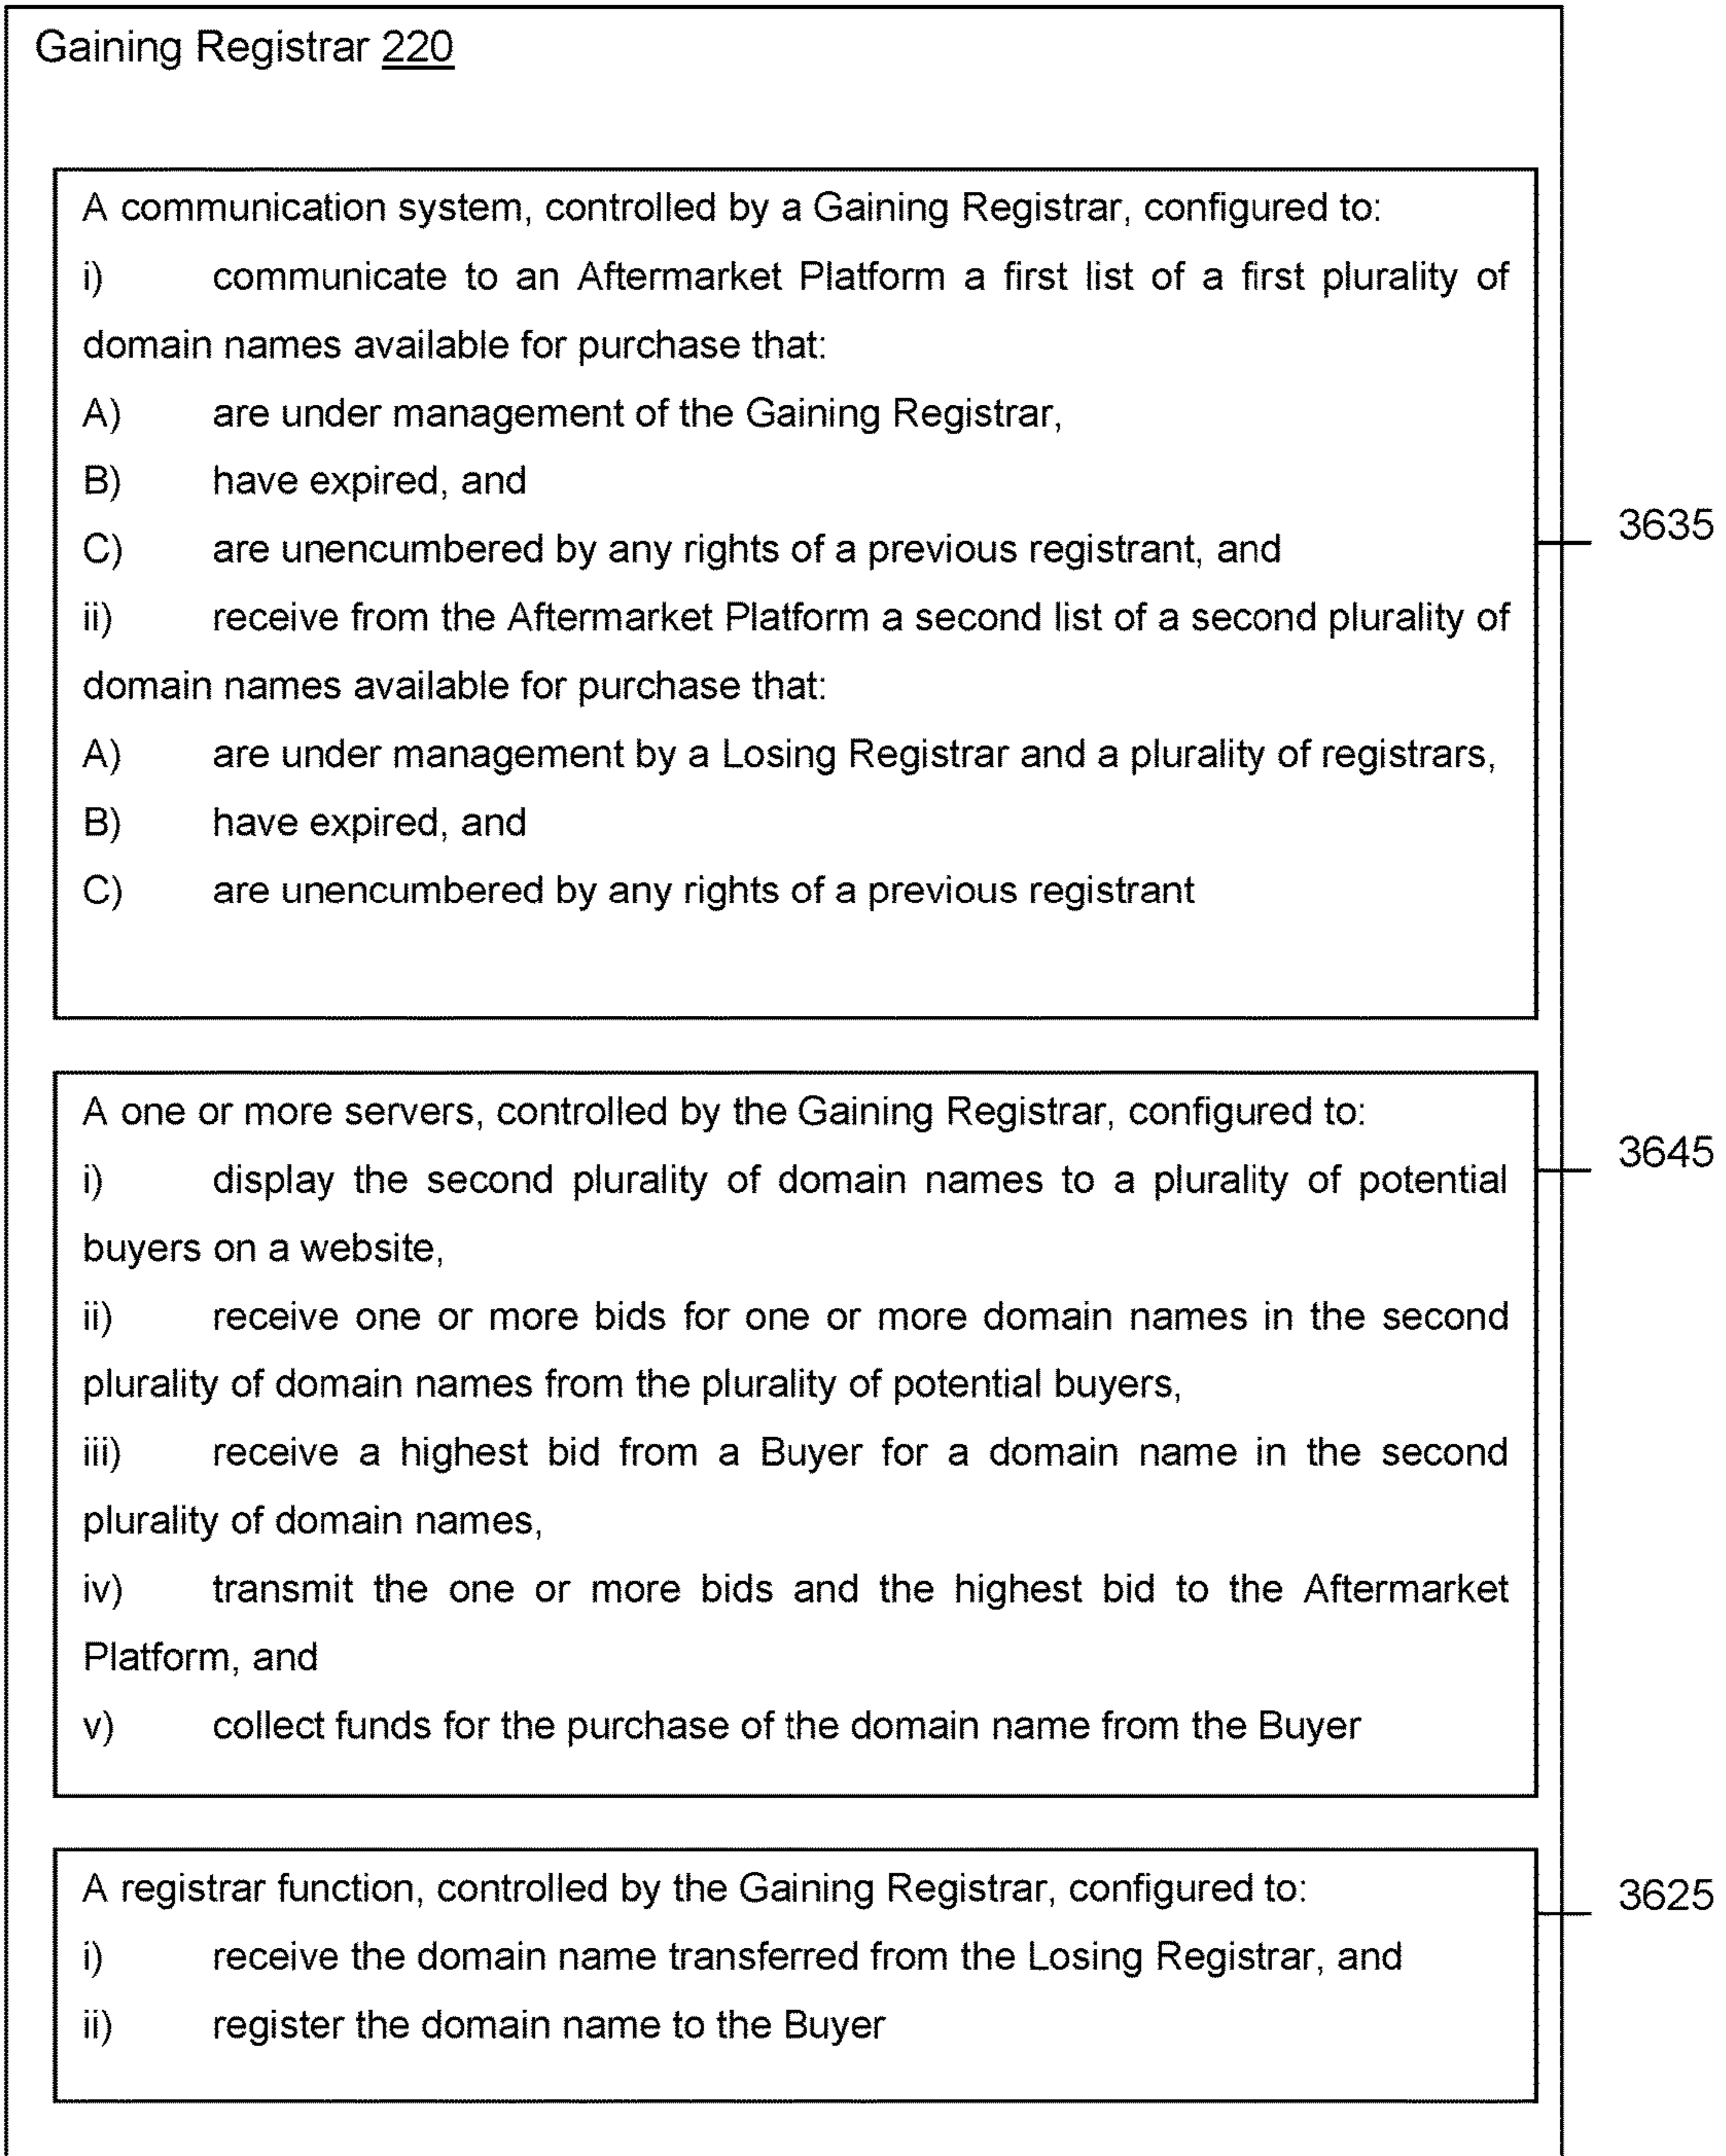 Gaining Registrar 220
A communication system, controlled by a Gaining Registrar, configured to:
i) communicate to an Aftermarket Platform a first list of a first plurality of
domain names available for purchase that:
A) are under management of the Gaining Registrar,
B) have expired, and
C) are unencumbered by any rights of a previous registrant, and
3635
ii) receive from the Aftermarket Platform a second list of a second plurality of
domain names available for purchase that:
A) are under management by a Losing Registrar and a plurality of registrars,
B) have expired, and
C) are unencumbered by any rights of a previous registrant
A one or more servers, controlled by the Gaining Registrar, configured to:
3645
i) display the second plurality of domain names to a plurality of potential
buyers on a website,
ii) receive one or more bids for one or more domain names in the second
plurality of domain names from the plurality of potential buyers,
iii) receive a highest bid from a Buyer for a domain name in the second
plurality of domain names,
iv) transmit the one or more bids and the highest bid to the Aftermarket
Platform, and
v) collect funds for the purchase of the domain name from the Buyer
A registrar function, controlled by the Gaining Registrar, configured to:
3625
i) receive the domain name transferred from the Losing Registrar, and
ii) register the domain name to the Buyer